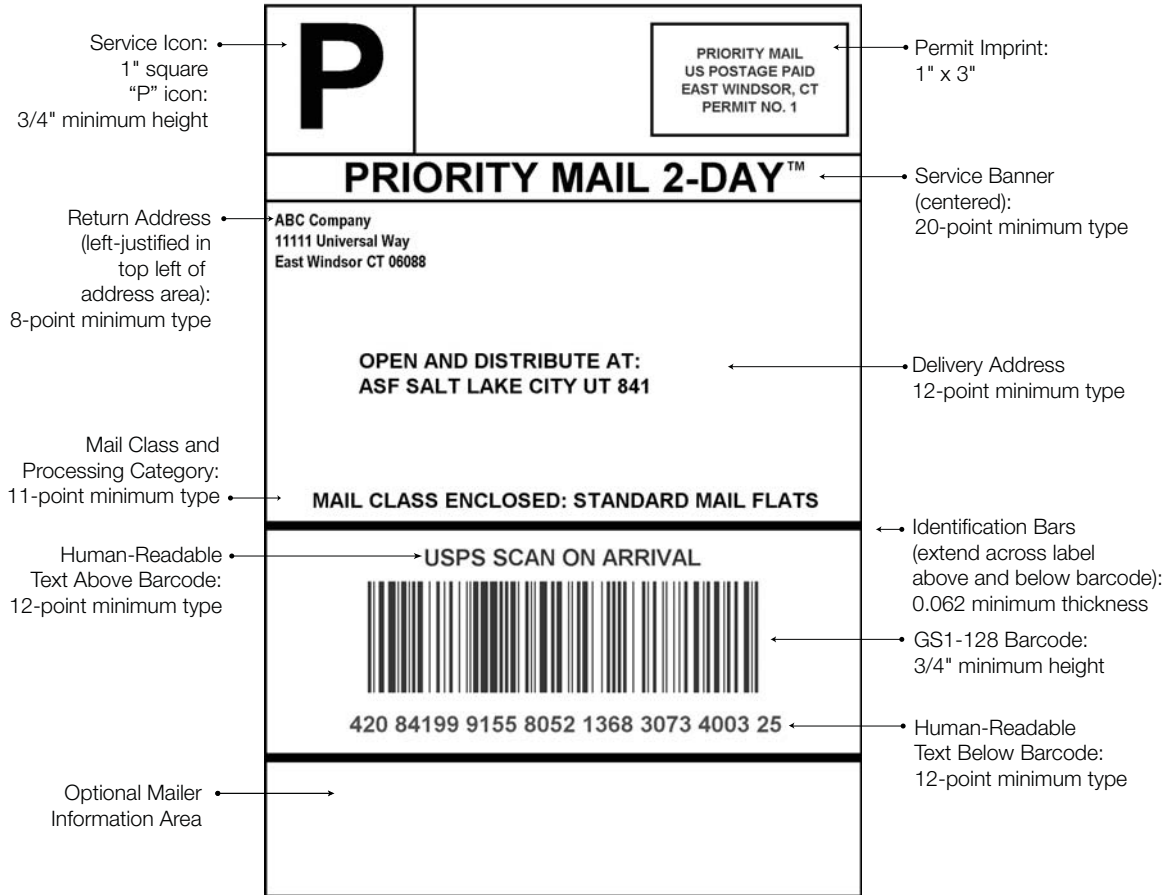 Service Icon:
1" square
“P” icon:
3/4" minimum height
P
PRIORITY MAIL
US POSTAGE PAID
EAST WINDSOR, CT
PERMIT NO. 1
Permit Imprint:
1" x 3"
PRIORITY MAIL 2-DAY™
Service Banner
(centered):
20-point minimum type
Return Address
(left-justified in
top left of
address area):
8-point minimum type
ABC Company
11111 Universal Way
East Windsor CT 06088
OPEN AND DISTRIBUTE AT:
ASF SALT LAKE CITY UT 841
Delivery Address
12-point minimum type
Mail Class and
Processing Category:
11-point minimum type
MAIL CLASS ENCLOSED: STANDARD MAIL FLATS
Identification Bars
(extend across label
above and below barcode):
0.062 minimum thickness
Human-Readable
Text Above Barcode:
12-point minimum type
USPS SCAN ON ARRIVAL
GS1-128 Barcode:
3/4" minimum height
420 84199 9155 8052 1368 3073 4003 25
Human-Readable
Text Below Barcode:
12-point minimum type
Optional Mailer
Information Area